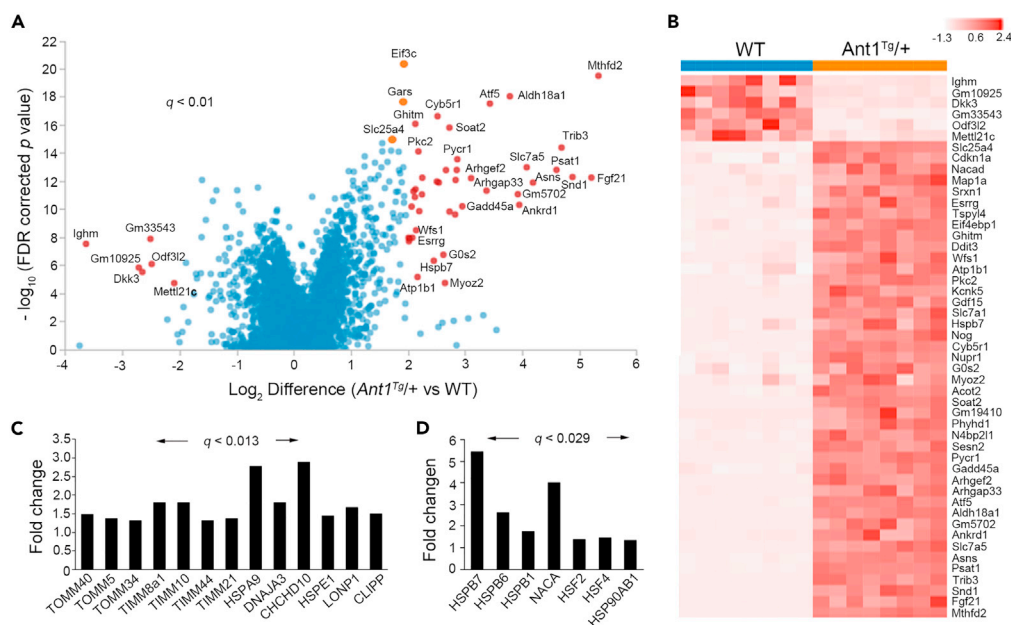 A
22
20
18
16
14
12
10
8
6
4
2
0
- log10 (FDR corrected p value)
q < 0.01
Eif3c
Gars
Ghitm
Slc25a4
Pkc2
Cyb5r1
Soat2
Pycr1
Atf5
Aldh18a1
Mthfd2
Trib3
Slc7a5
Psat1
Arhgef2
Arhgap33
Asns
Snd1
Fgf21
Gm5702
Gadd45a
Ankrd1
Wfs1
Esrrg
G0s2
Hspb7
Atp1b1
Myoz2
Ighm
Gm33543
Gm10925
Odf3l2
Dkk3
Mettl21c
-4
-3
-2
-1
0
1
2
3
4
5
6
Log2 Difference (Ant1Tg/+ vs WT)
B
-1.3 0.6 2.4
WT
Ant1Tg/+
Ighm
Gm10925
Dkk3
Gm33543
Odf3l2
Mettl21c
Slc25a4
Cdkn1a
Nacad
Map1a
Srxn1
Esrrg
Tspyl4
Eif4ebp1
Ghitm
Ddit3
Wfs1
Atp1b1
Pkc2
Kcnk5
Gdf15
Slc7a1
Hspb7
Nog
Cyb5r1
Nupr1
G0s2
Myoz2
Acot2
Soat2
Gm19410
Phyhd1
N4bp2l1
Sesn2
Pycr1
Gadd45a
Arhgef2
Arhgap33
Atf5
Aldh18a1
Gm5702
Ankrd1
Slc7a5
Asns
Psat1
Trib3
Snd1
Fgf21
Mthfd2
C
q < 0.013
Fold change
3.5
3.0
2.5
2.0
1.5
1.0
0.5
0
TOMM40
TOMM5
TOMM34
TIMM8a1
TIMM10
TIMM44
TIMM21
HSPA9
DNAJA3
CHCHD10
HSPE1
LONP1
CLIPP
D
q < 0.029
Fold changen
6
5
4
3
2
1
0
HSPB7
HSPB6
HSPB1
NACA
HSF2
HSF4
HSP90AB1